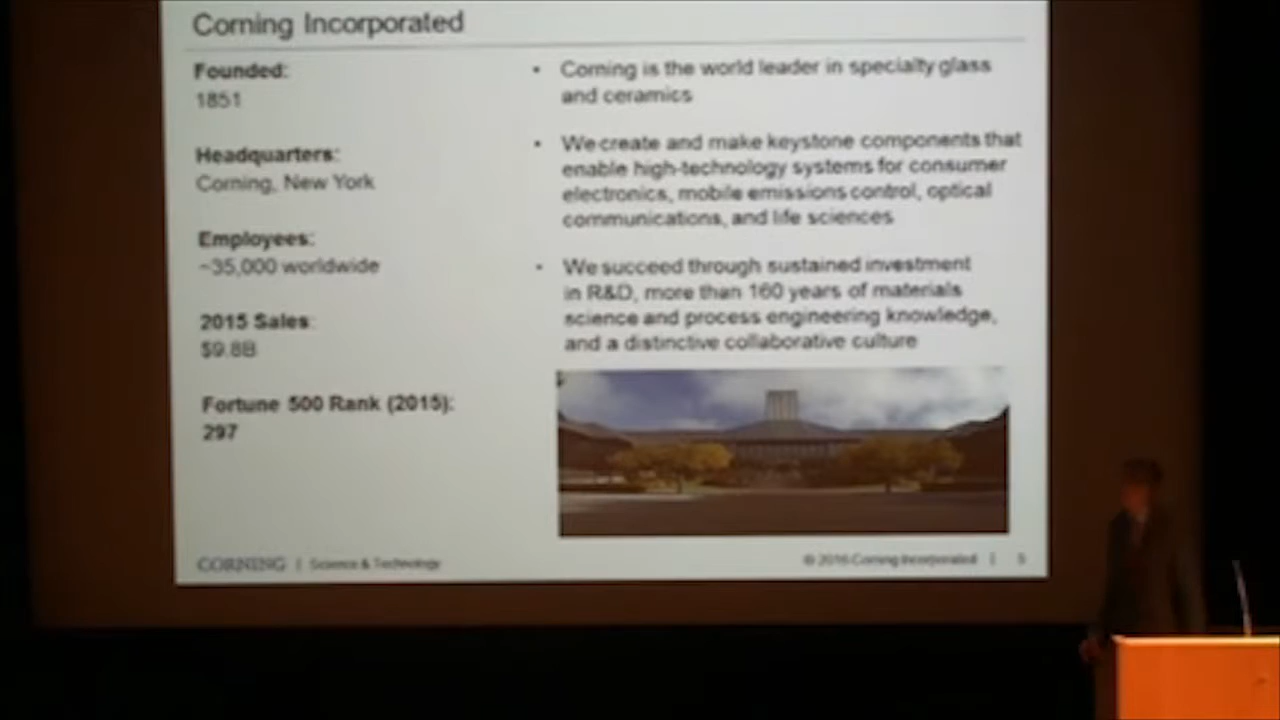 Corning Incorporated
Founded:
1851
Headquarters:
Corning, New York
Employees:
~35,000 worldwide
2015 Sales:
$9.8B
Fortune 500 Rank (2015):
297
• Corning is the world leader in specialty glass
and ceramics
• We create and make keystone components that
enable high-technology systems for consumer
electronics, mobile emissions control, optical
communications, and life sciences
• We succeed through sustained investment
in R&D, more than 160 years of materials
science and process engineering knowledge,
and a distinctive collaborative culture
CORNING | Science & Technology
© 2016 Corning Incorporated |